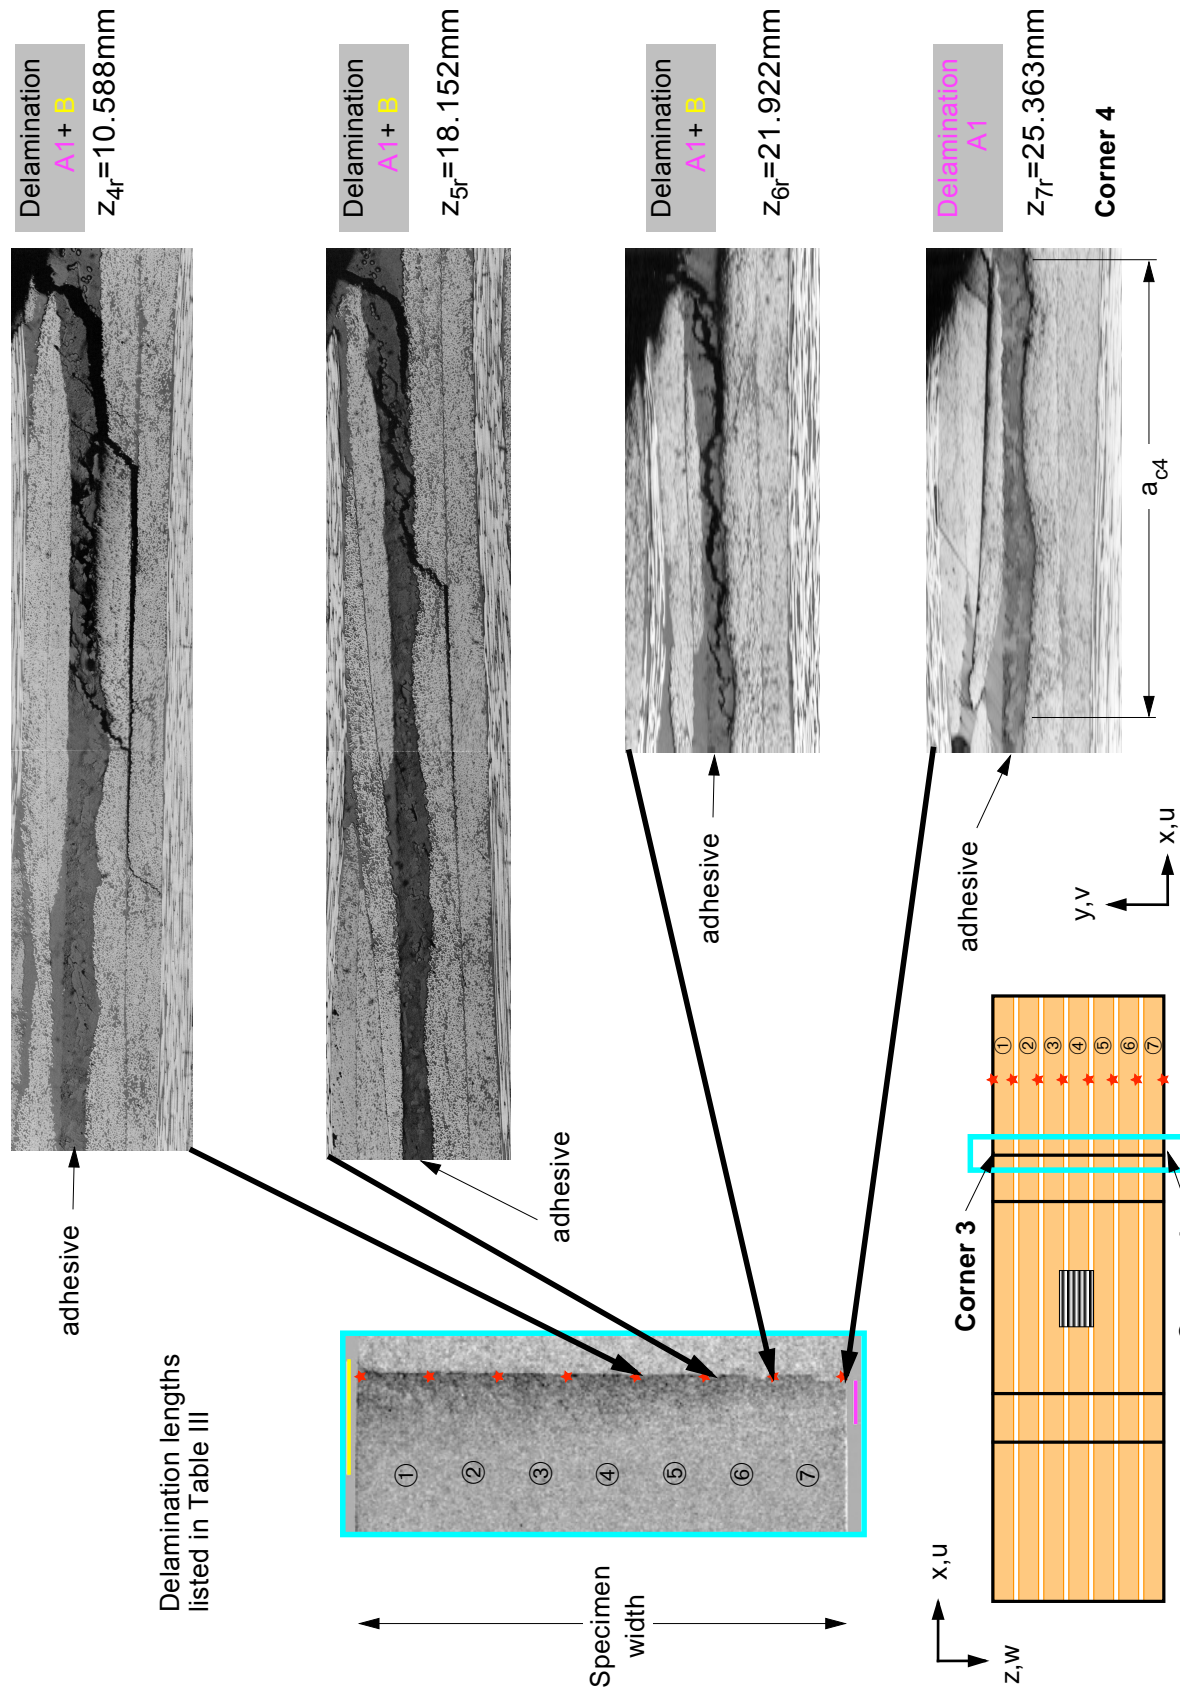 Delamination
A1+ B
z4r=10.588mm
Delamination
A1+ B
z5r=18.152mm
Delamination
A1+ B
z6r=21.922mm
Delamination
A1
z7r=25.363mm
Corner 4
ac4
adhesive
adhesive
adhesive
adhesive
y,v
x,u
Delamination lengths
listed in Table III
①
②
③
④
⑤
⑥
⑦
Specimen
width
x,u
z,w
Corner 3
①
②
③
④
⑤
⑥
⑦